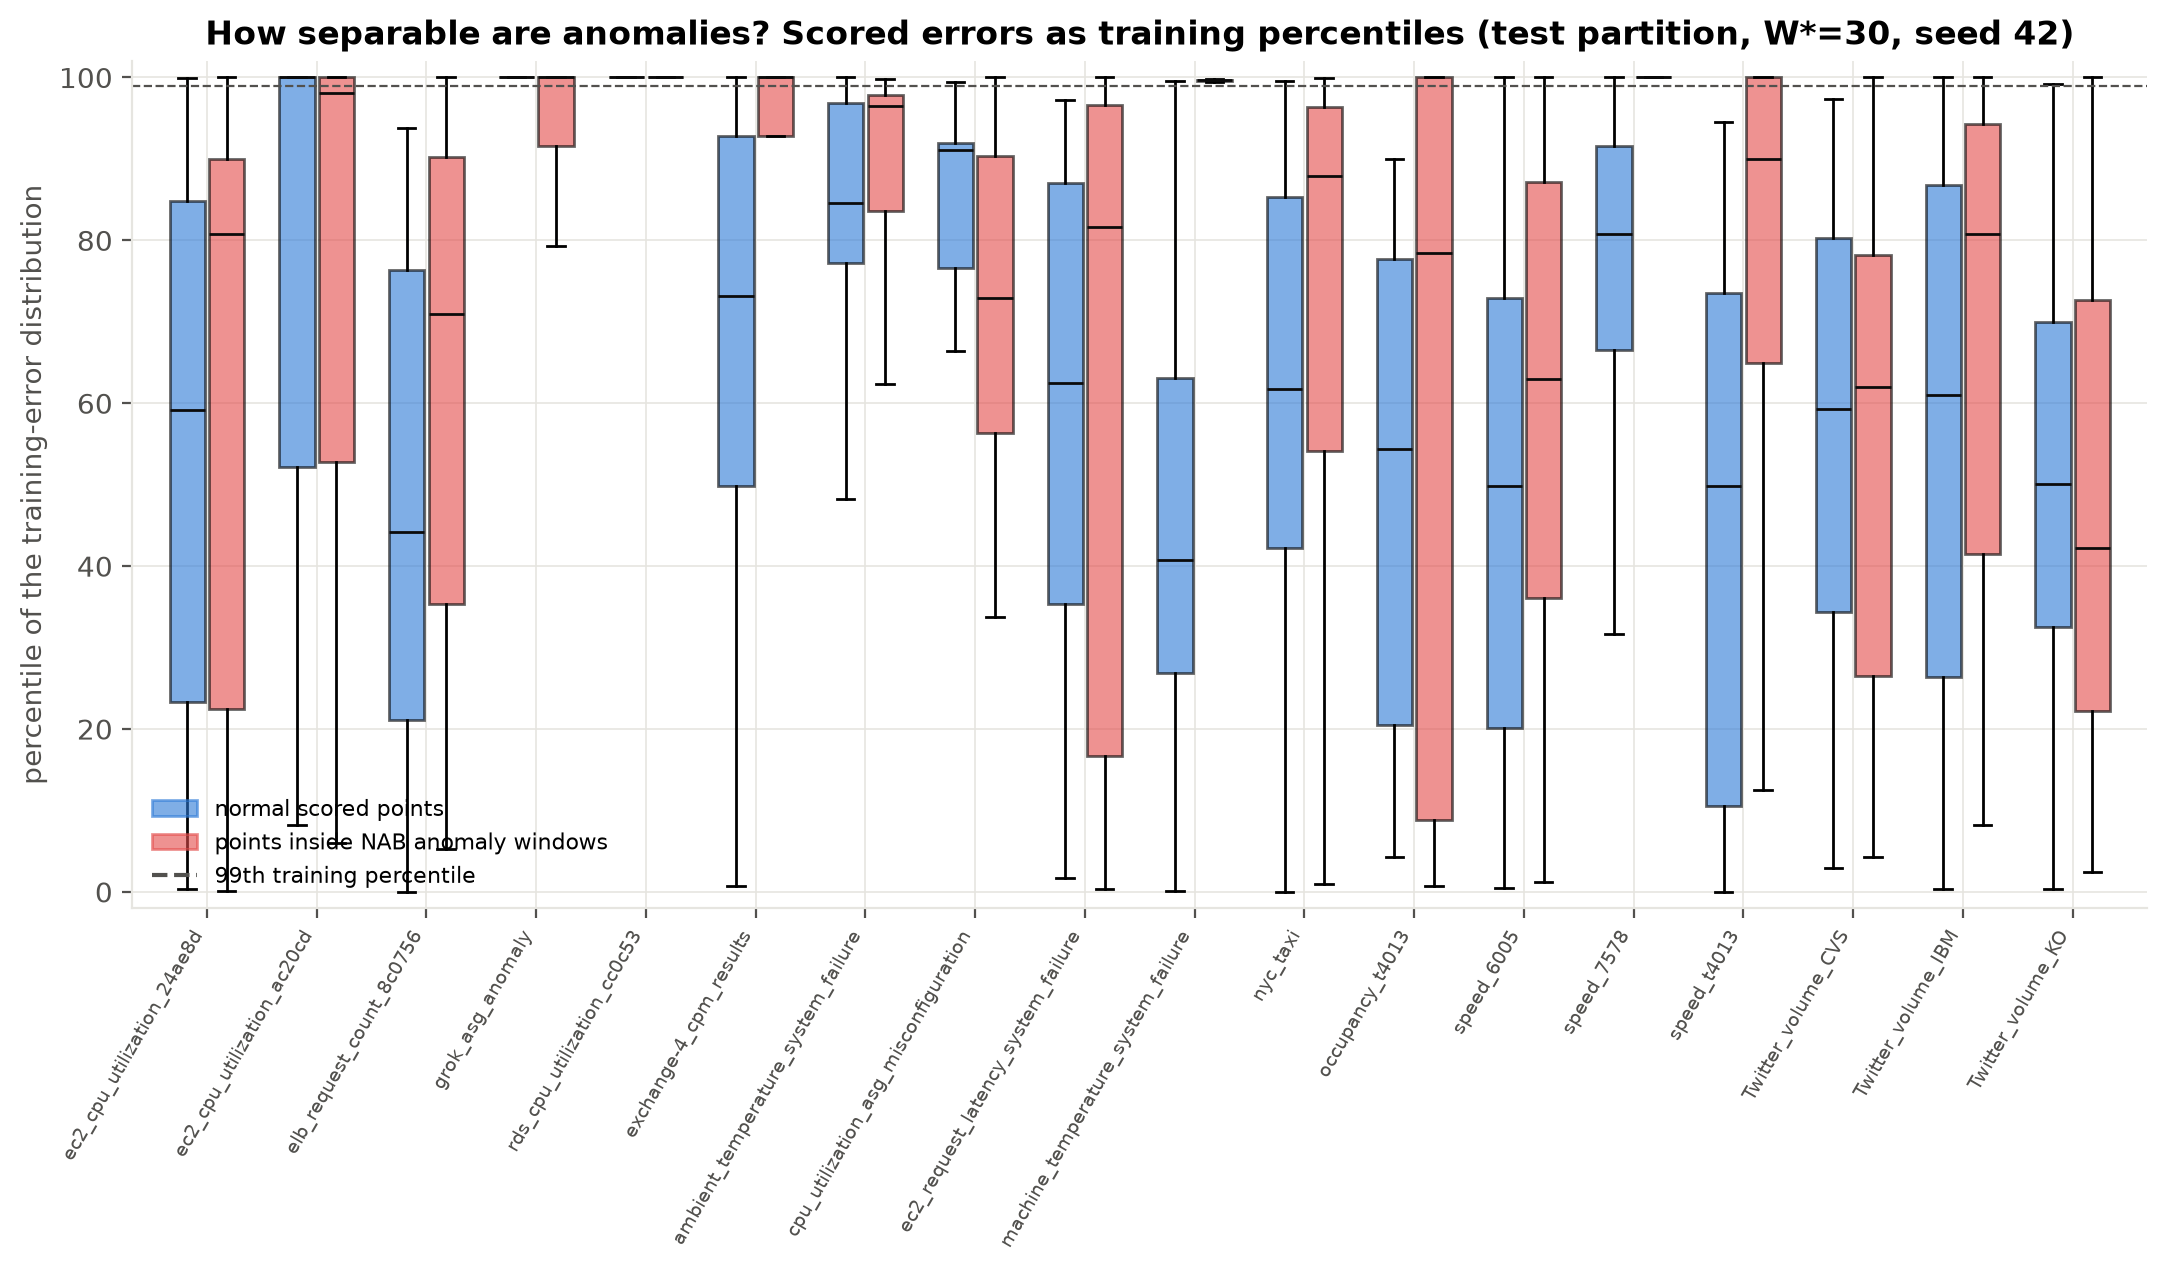 How separable are anomalies? Scored errors as training percentiles (test partition, W*=30, seed 42)
percentile of the training-error distribution
100
80
60
40
20
0
normal scored points
points inside NAB anomaly windows
99th training percentile
ec2_cpu_utilization_24ae8d
ec2_cpu_utilization_ac20cd
elb_request_count_8c0756
grok_asg_anomaly
rds_cpu_utilization_cc0c53
exchange-4_cpm_results
ambient_temperature_system_failure
cpu_utilization_asg_misconfiguration
ec2_request_latency_system_failure
machine_temperature_system_failure
nyc_taxi
occupancy_t4013
speed_6005
speed_7578
speed_t4013
Twitter_volume_CVS
Twitter_volume_IBM
Twitter_volume_KO